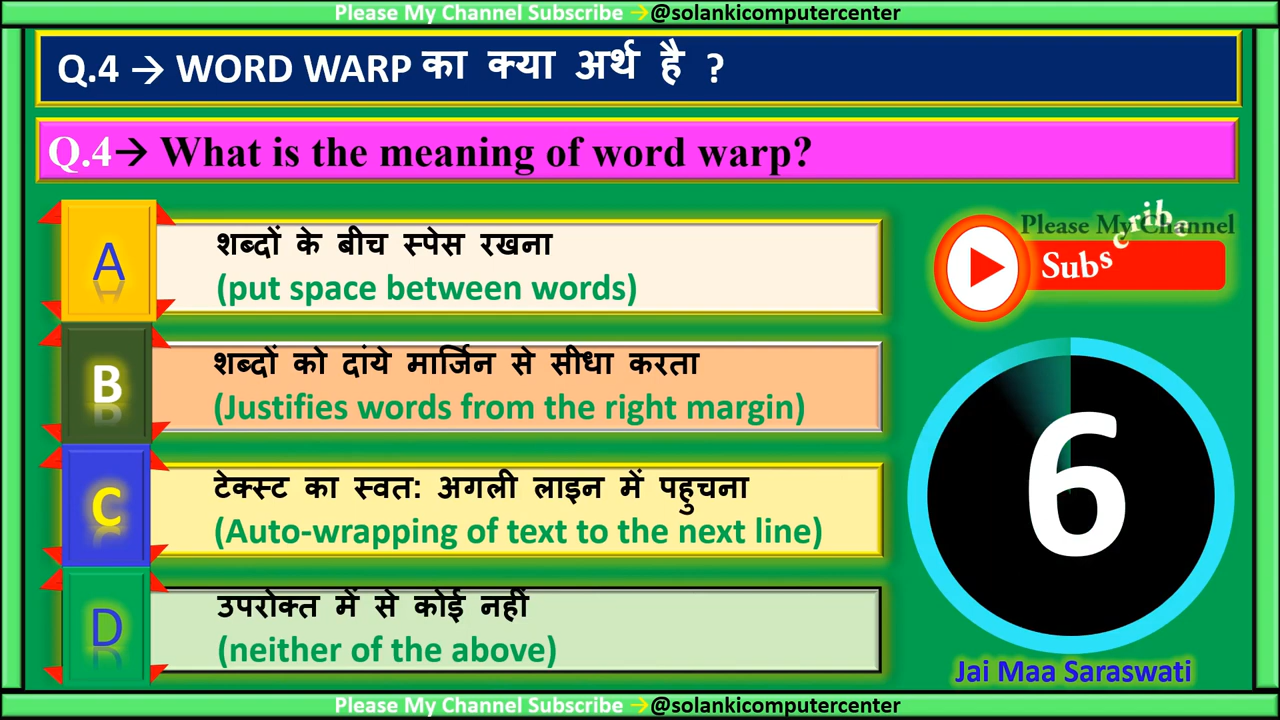 Please My Channel Subscribe →@solankicomputercenter
Q.4 → WORD WARP का क्या अर्थ है ?
Q.4→ What is the meaning of word warp?
A
शब्दों के बीच स्पेस रखना
(put space between words)
B
शब्दों को दांये मार्जिन से सीधा करता
(Justifies words from the right margin)
C
टेक्स्ट का स्वत: अगली लाइन में पहुचना
(Auto-wrapping of text to the next line)
D
उपरोक्त में से कोई नहीं
(neither of the above)
Please My Channel
Subscribe
6
Jai Maa Saraswati
Please My Channel Subscribe →@solankicomputercenter